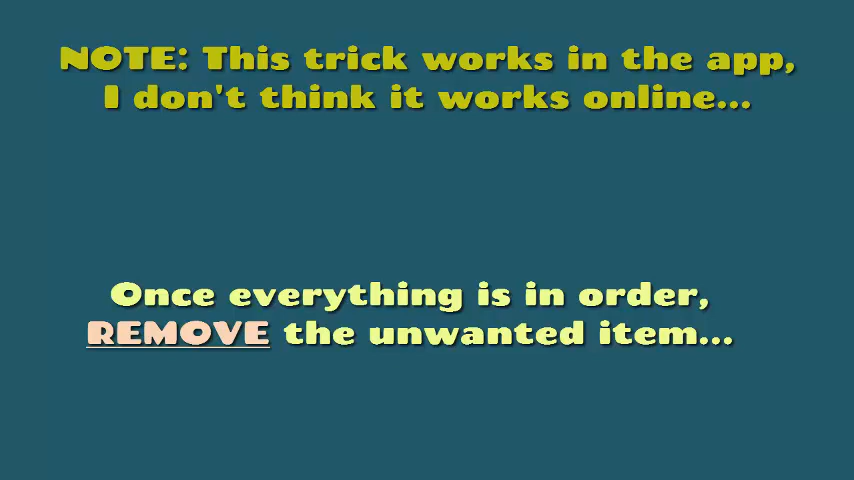 NOTE: This trick works in the app,
I don't think it works online...
Once everything is in order,
REMOVE the unwanted item...